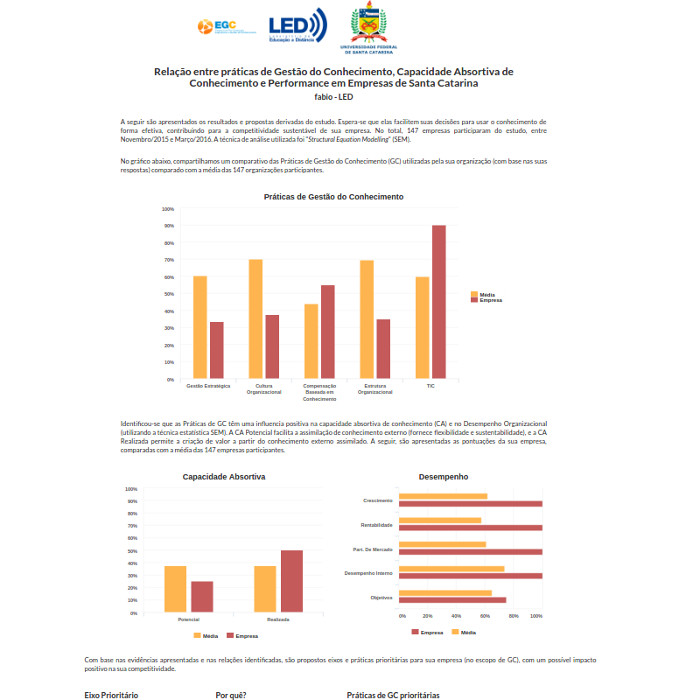 EGC
LED
Educação a Distância
UNIVERSIDADE FEDERAL
DE SANTA CATARINA
Relação entre práticas de Gestão do Conhecimento, Capacidade Absortiva de
Conhecimento e Performance em Empresas de Santa Catarina
fabio - LED
A seguir são apresentados os resultados e propostas derivadas do estudo. Espera-se que elas facilitem suas decisões para usar o conhecimento de
forma efetiva, contribuindo para a competitividade sustentável de sua empresa. No total, 147 empresas participaram do estudo, entre
Novembro/2015 e Março/2016. A técnica de análise utilizada foi "Structural Equation Modelling" (SEM).
No gráfico abaixo, compartilhamos um comparativo das Práticas de Gestão do Conhecimento (GC) utilizadas pela sua organização (com base nas suas
respostas) comparado com a média das 147 organizações participantes.
Práticas de Gestão do Conhecimento
100%
90%
80%
70%
60%
50%
40%
30%
20%
10%
0%
Gestão Estratégica
Cultura
Organizacional
Compensação
Baseada em
Conhecimento
Estrutura
Organizacional
TIC
Média
Empresa
Identificou-se que as Práticas de GC têm uma influencia positiva na capacidade absortiva de conhecimento (CA) e no Desempenho Organizacional
(utilizando a técnica estatística SEM). A CA Potencial facilita a assimilação de conhecimento externo (fornece flexibilidade e sustentabilidade), e a CA
Realizada permite a criação de valor a partir do conhecimento externo assimilado. A seguir, são apresentadas as pontuações da sua empresa,
comparadas com a média das 147 empresas participantes.
Capacidade Absortiva
100%
90%
80%
70%
60%
50%
40%
30%
20%
10%
0%
Potencial
Realizada
Média
Empresa
Desempenho
Crescimento
Rentabilidade
Part. De Mercado
Desempenho Interno
Objetivos
0%
20%
40%
60%
80%
100%
Empresa
Média
Com base nas evidências apresentadas e nas relações identificadas, são propostos eixos e práticas prioritárias para sua empresa (no escopo de GC), com um possível impacto
positivo na sua competitividade.
Eixo Prioritário
Por quê?
Práticas de GC prioritárias